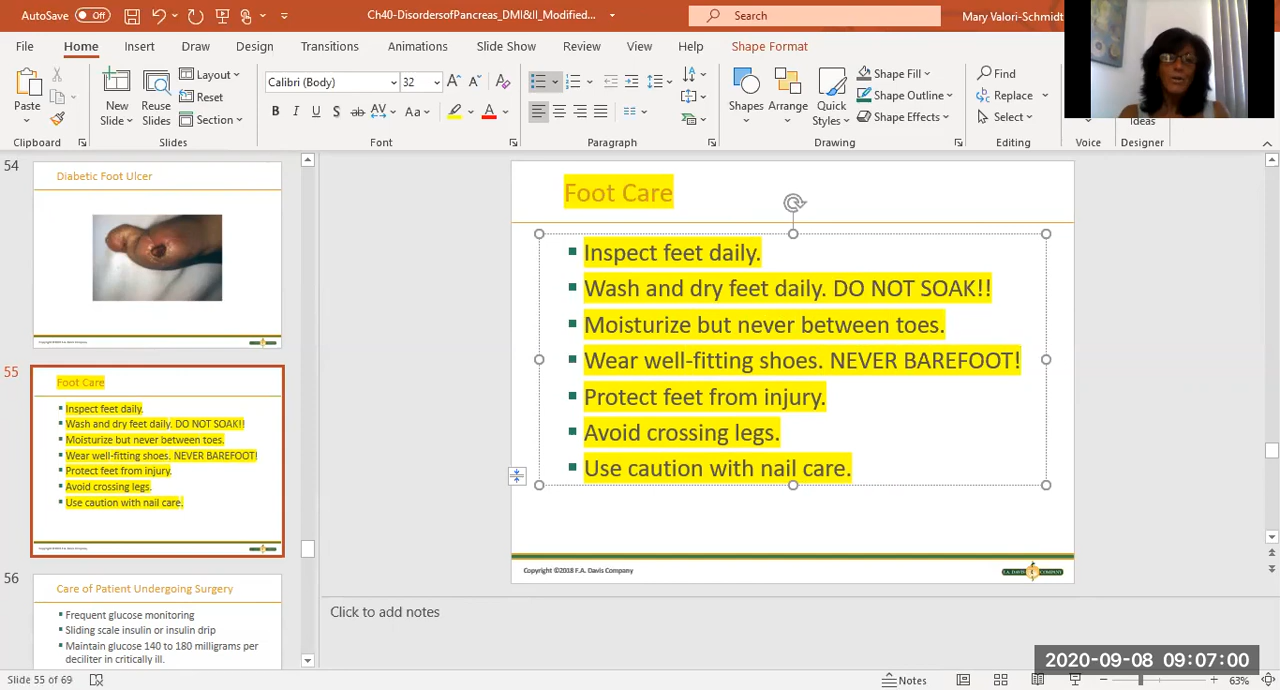 AutoSave Off Ch40-DisordersofPancreas_DMI&II_Modified... Search Mary Valori-Schmidt
File Home Insert Draw Design Transitions Animations Slide Show Review View Help Shape Format
Paste
New Slide
Reuse Slides
Layout
Reset
Section
Calibri (Body) 32
Shapes Arrange Quick Styles
Shape Fill
Shape Outline
Shape Effects
Find
Replace
Select
Ideas
Clipboard Slides Font Paragraph Drawing Editing Voice Designer
54
Diabetic Foot Ulcer
55
Foot Care
Inspect feet daily.
Wash and dry feet daily. DO NOT SOAK!!
Moisturize but never between toes.
Wear well-fitting shoes. NEVER BAREFOOT!
Protect feet from injury.
Avoid crossing legs.
Use caution with nail care.
56
Care of Patient Undergoing Surgery
Frequent glucose monitoring
Sliding scale insulin or insulin drip
Maintain glucose 140 to 180 milligrams per
deciliter in critically ill.
Foot Care
Inspect feet daily.
Wash and dry feet daily. DO NOT SOAK!!
Moisturize but never between toes.
Wear well-fitting shoes. NEVER BAREFOOT!
Protect feet from injury.
Avoid crossing legs.
Use caution with nail care.
Copyright ©2018 F.A. Davis Company
F.A. DAVIS COMPANY
Click to add notes
2020-09-08 09:07:00
Slide 55 of 69 Notes 63%